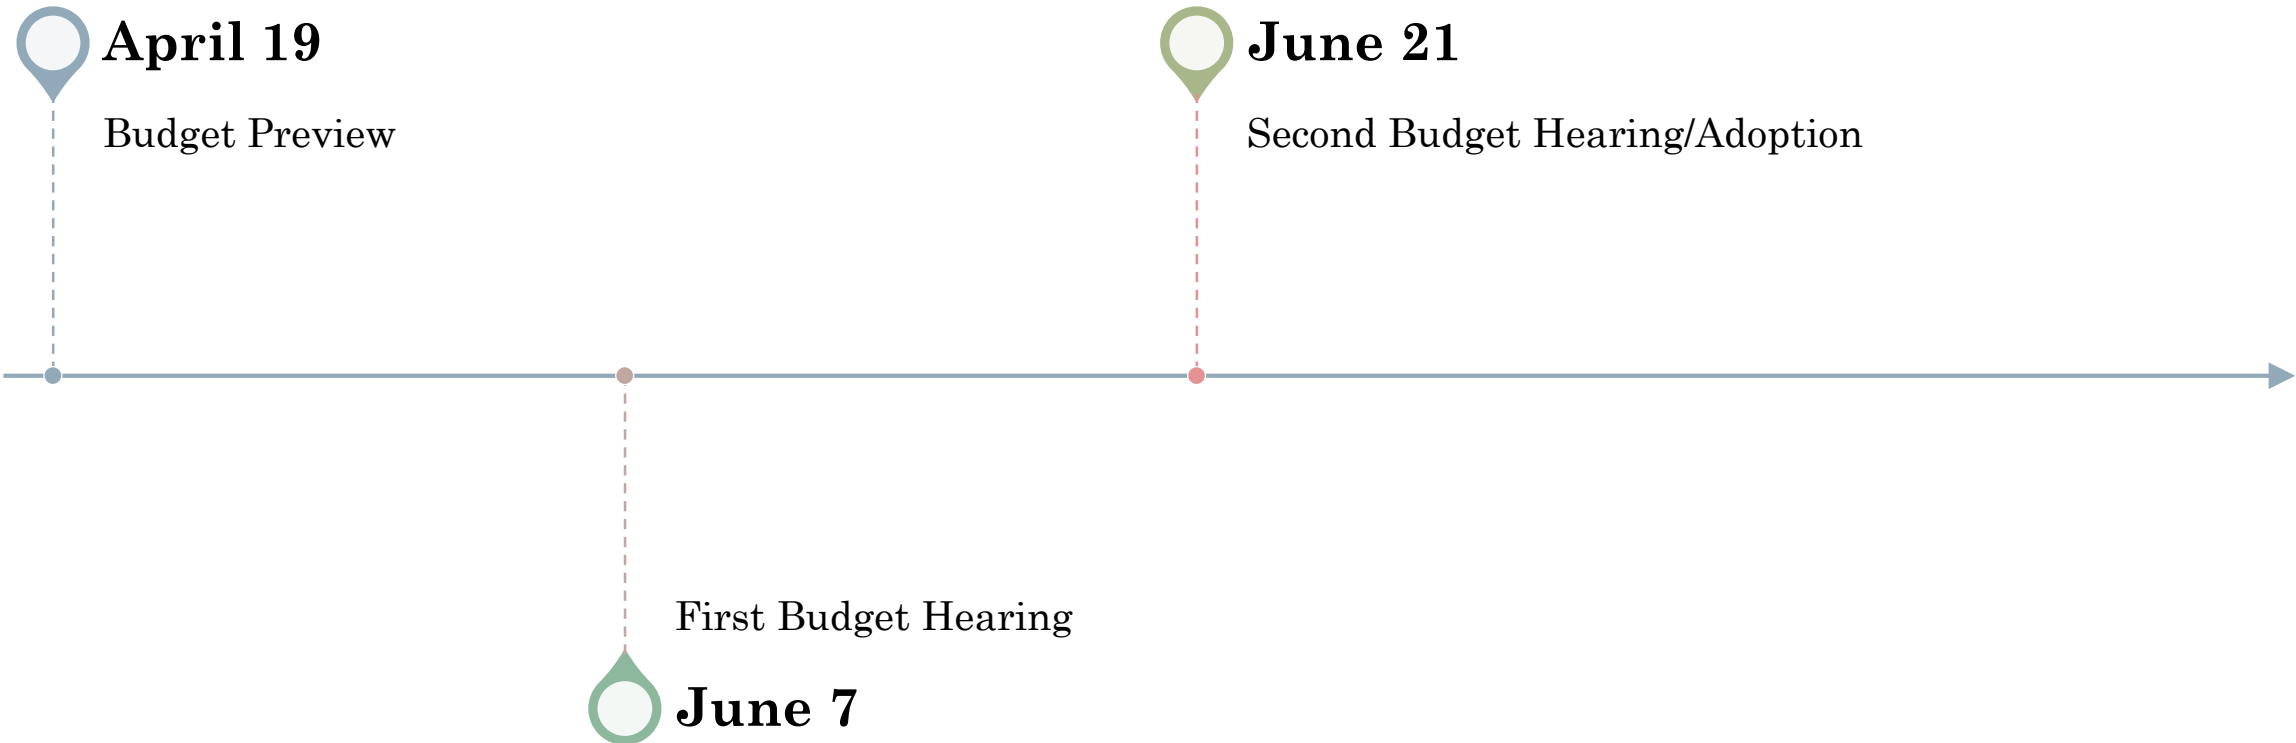 April 19
Budget Preview
First Budget Hearing
June 7
June 21
Second Budget Hearing/Adoption